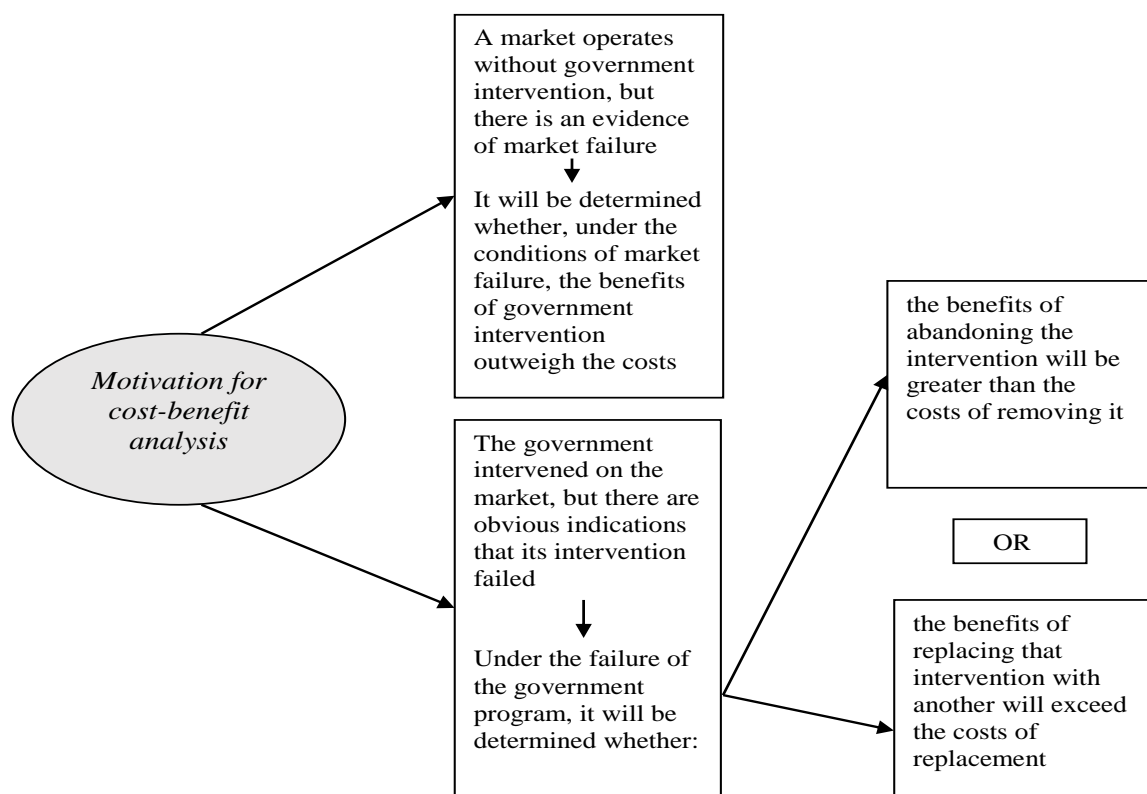 Motivation for
cost-benefit
analysis
A market operates
without government
intervention, but
there is an evidence
of market failure
It will be determined
whether, under the
conditions of market
failure, the benefits
of government
intervention
outweigh the costs
The government
intervened on the
market, but there are
obvious indications
that its intervention
failed
Under the failure of
the government
program, it will be
determined whether:
the benefits of
abandoning the
intervention will be
greater than the
costs of removing it
OR
the benefits of
replacing that
intervention with
another will exceed
the costs of
replacement